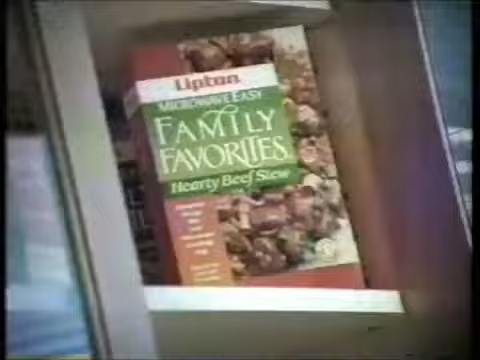 Lipton
MICROWAVE EASY
FAMILY
FAVORITES
Hearty Beef Stew